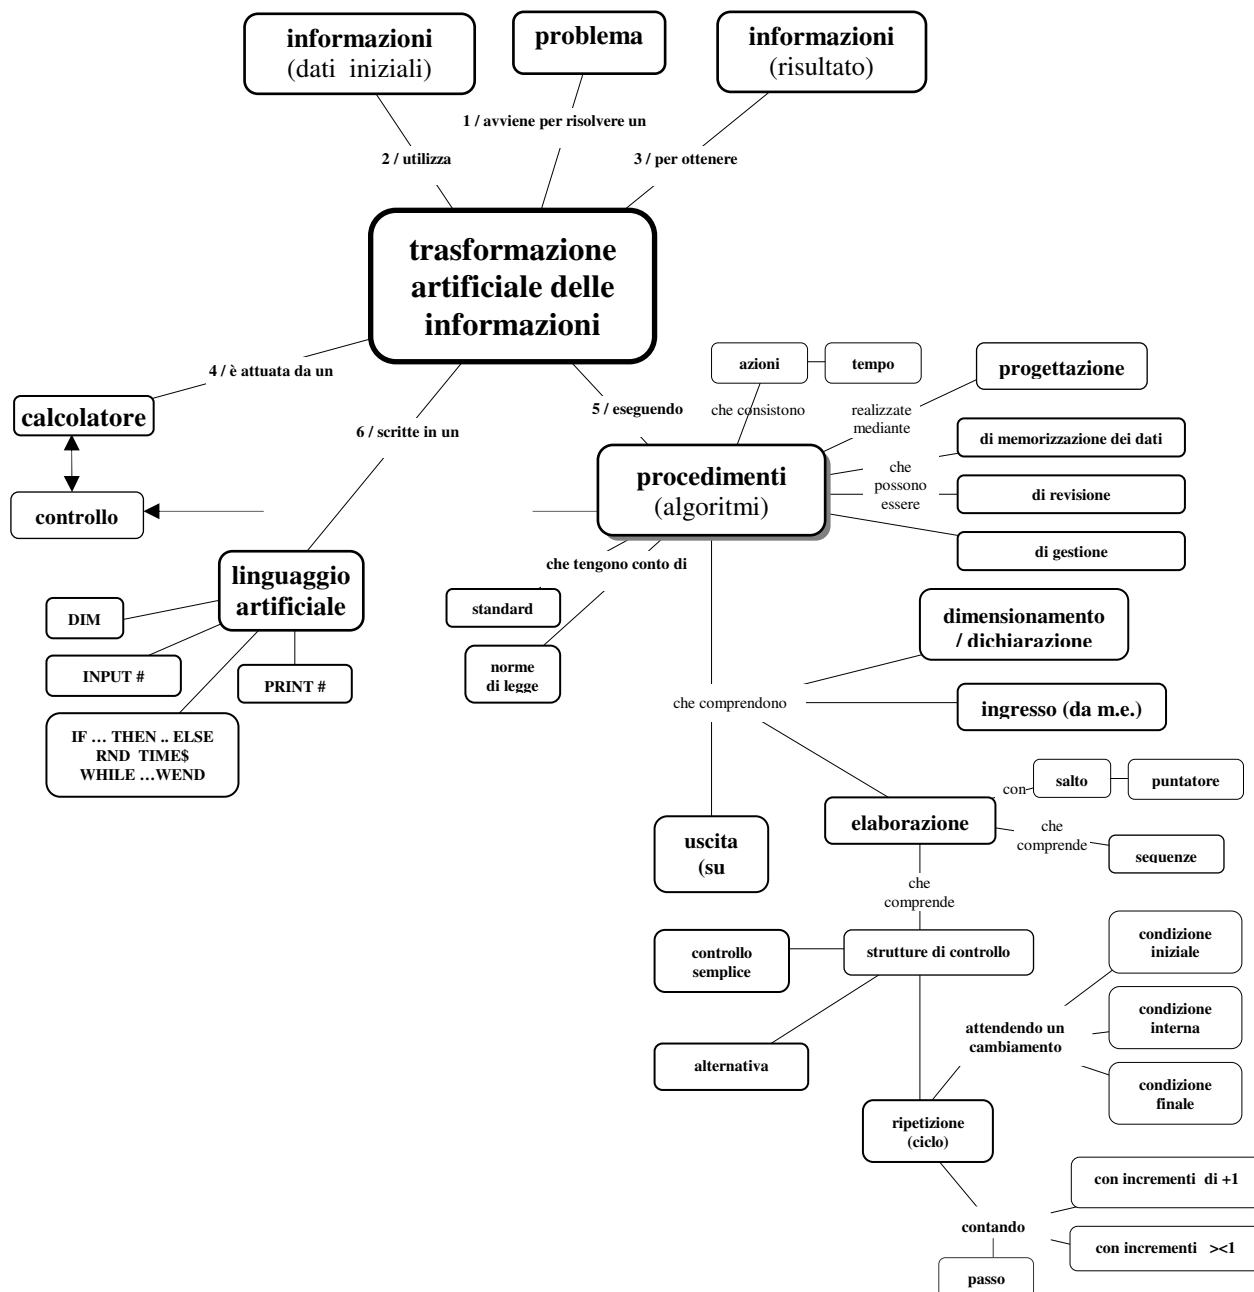 informazioni
(dati iniziali)
problema
informazioni
(risultato)
1 / avviene per risolvere un
2 / utilizza
3 / per ottenere
trasformazione
artificiale delle
informazioni
4 / è attuata da un
5 / eseguendo
6 / scritte in un
calcolatore
controllo
azioni
tempo
che consistono
progettazione
realizzate
mediante
procedimenti
(algoritmi)
che
possono
essere
di memorizzazione dei dati
di revisione
di gestione
linguaggio
artificiale
DIM
INPUT #
PRINT #
IF … THEN .. ELSE
RND TIME$
WHILE …WEND
che tengono conto di
standard
norme
di legge
che comprendono
dimensionamento
/ dichiarazione
ingresso (da m.e.)
uscita
(su
elaborazione
con
salto
puntatore
che
comprende
sequenze
che
comprende
strutture di controllo
controllo
semplice
alternativa
ripetizione
(ciclo)
attendendo un
cambiamento
condizione
iniziale
condizione
interna
condizione
finale
contando
con incrementi di +1
con incrementi ><1
passo